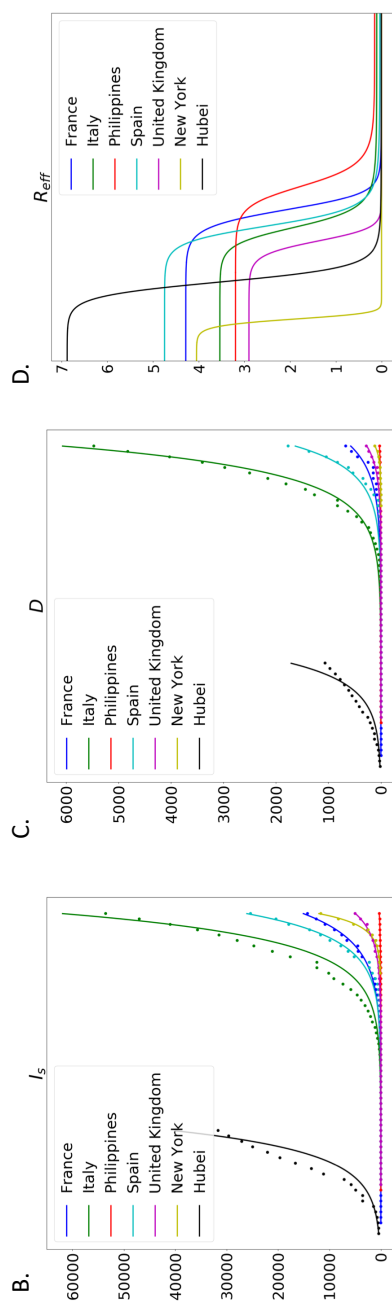 B.
I_s
60000
50000
40000
30000
20000
10000
0
France
Italy
Philippines
Spain
United Kingdom
New York
Hubei
C.
D
6000
5000
4000
3000
2000
1000
0
France
Italy
Philippines
Spain
United Kingdom
New York
Hubei
D.
R_eff
7
6
5
4
3
2
1
0
France
Italy
Philippines
Spain
United Kingdom
New York
Hubei